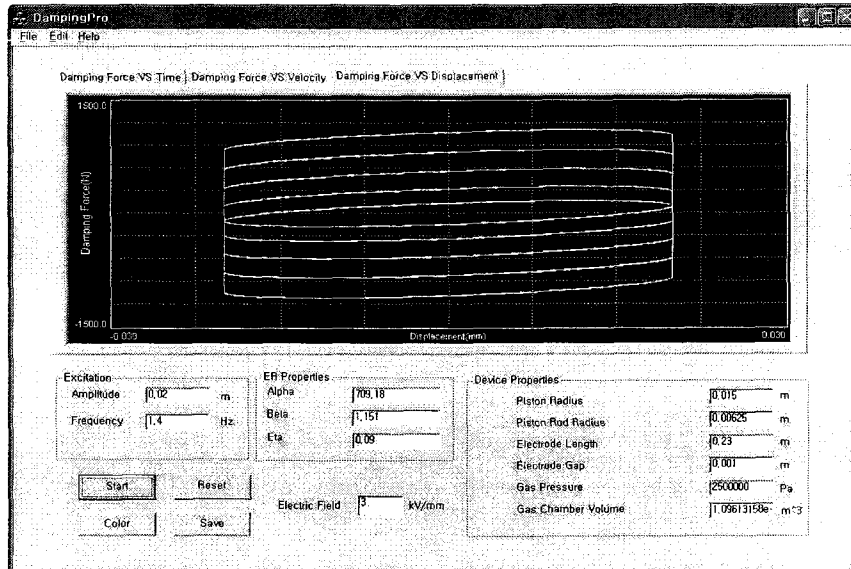 DampingPro
File Edit Help
Damping Force VS Time Damping Force VS Velocity Damping Force VS Displacement
1500.0
Damping Force(N)
-1500.0
-0.030 Displacement(mm) 0.030
Excitation
Amplitude 0.02 m
Frequency 1.4 Hz.
ER Properties
Alpha 709.18
Beta 1.151
Eta 0.09
Device Properties
Piston Radius 0.015 m
Piston Rod Radius 0.00625 m
Electrode Length 0.23 m
Electrode Gap 0.001 m
Gas Pressure 2500000 Pa
Gas Chamber Volume 1.09613158e- m^3
Start Reset
Color Save
Electric Field 3 kV/mm